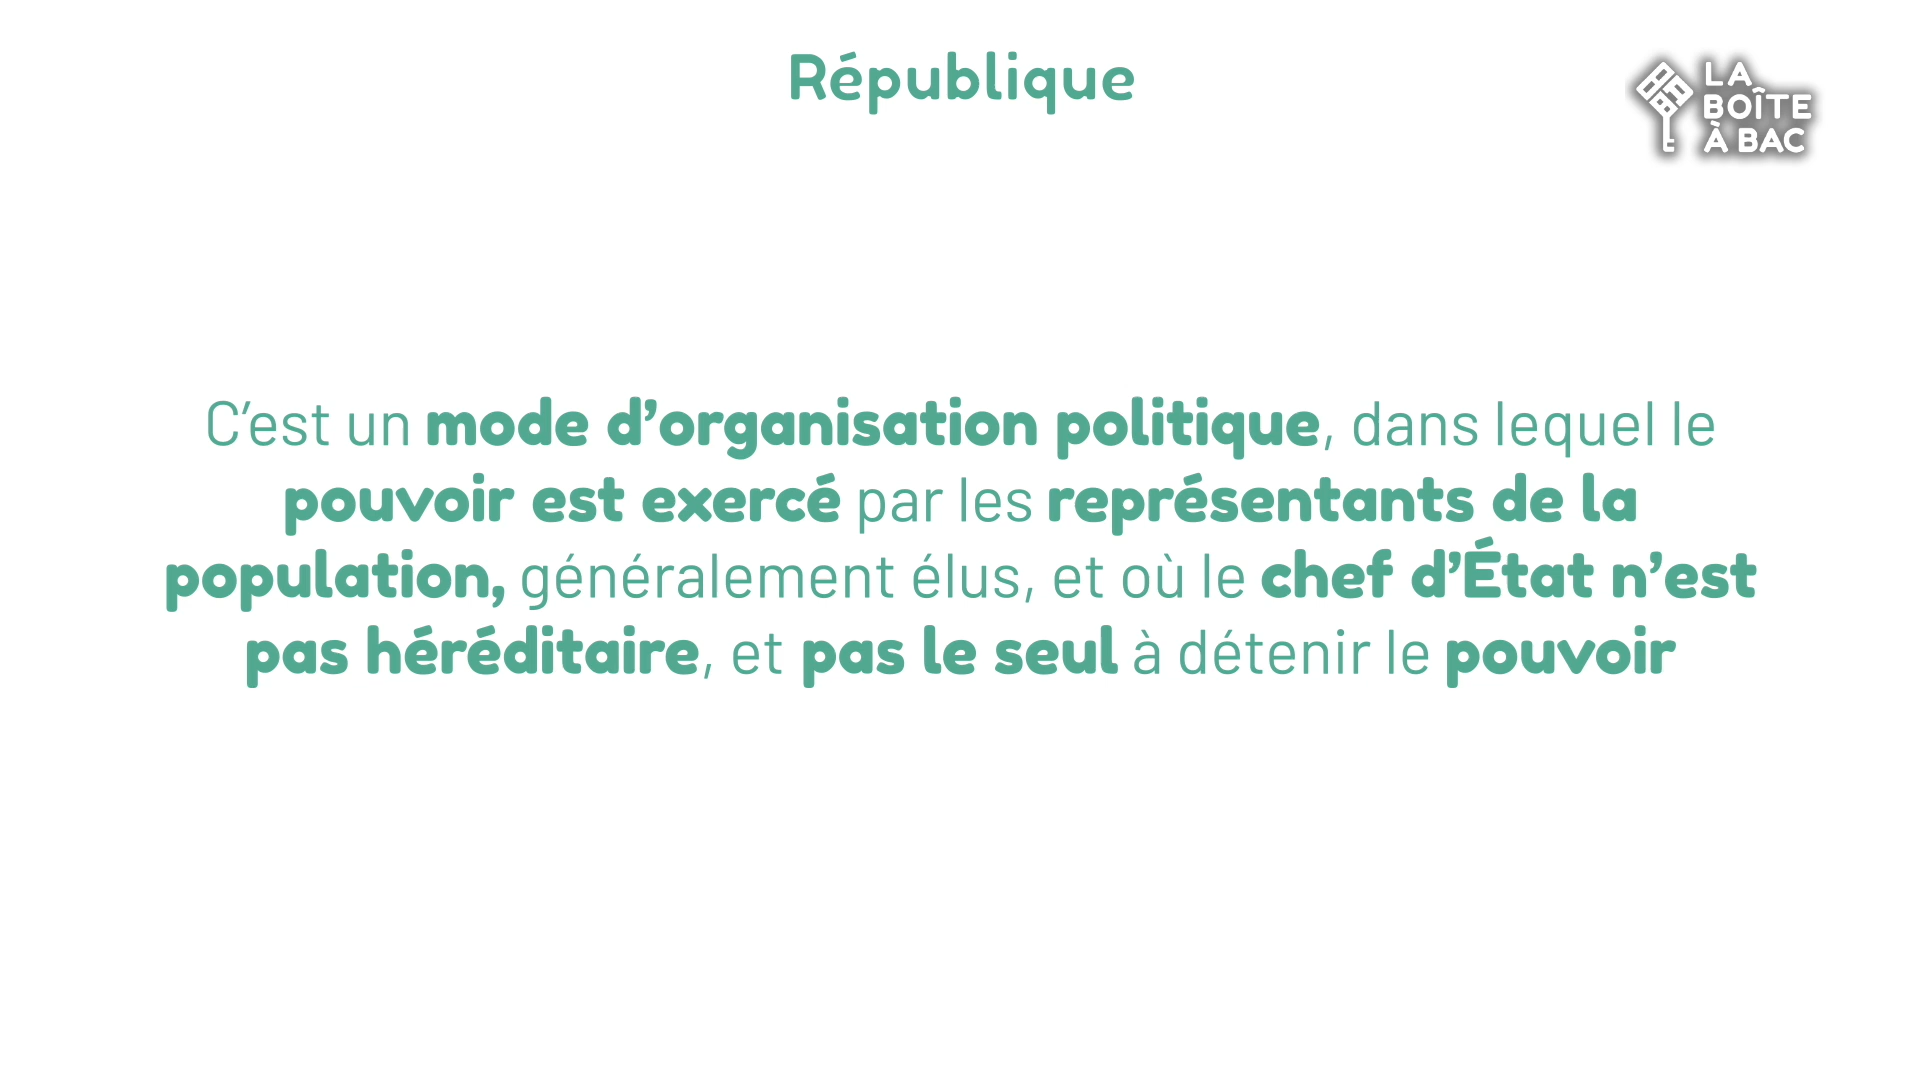 République
LA
BOÎTE
À BAC
C’est un mode d’organisation politique, dans lequel le
pouvoir est exercé par les représentants de la
population, généralement élus, et où le chef d’État n’est
pas héréditaire, et pas le seul à détenir le pouvoir